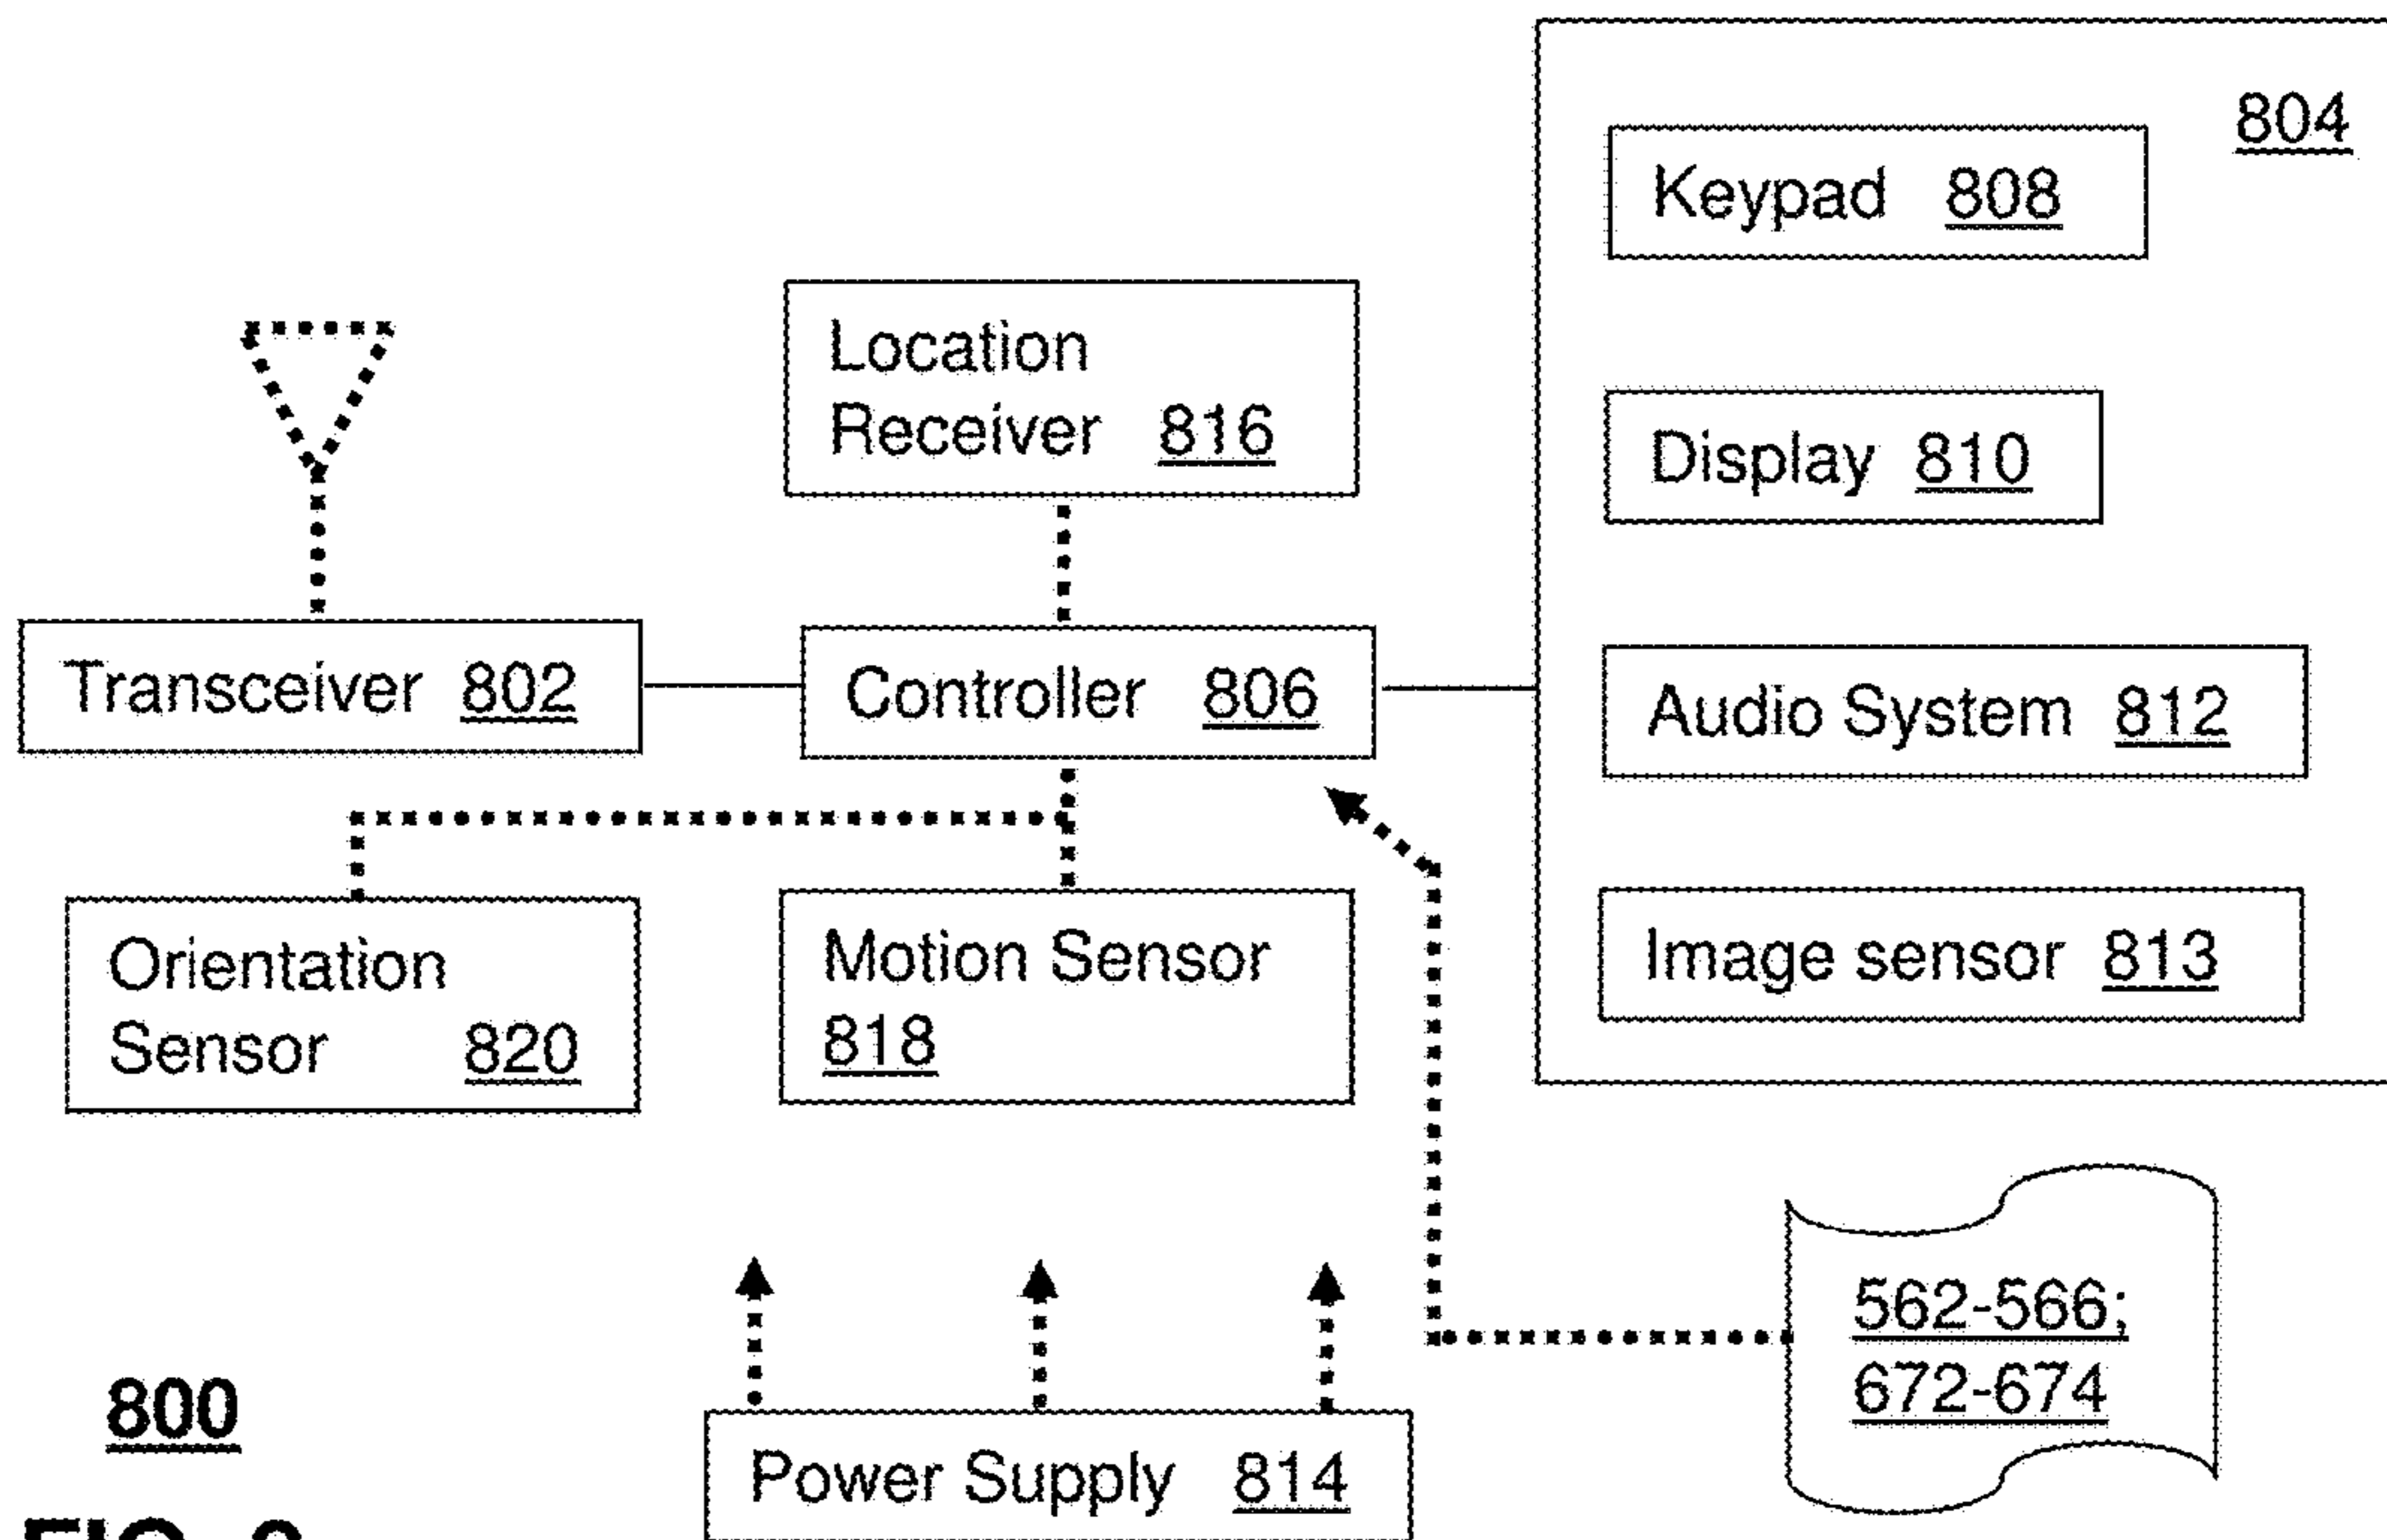 804
Keypad 808
Location
Receiver 816
Display 810
Transceiver 802
Controller 806
Audio System 812
Orientation
Sensor 820
Motion Sensor
818
Image sensor 813
562-566;
672-674
800
Power Supply 814